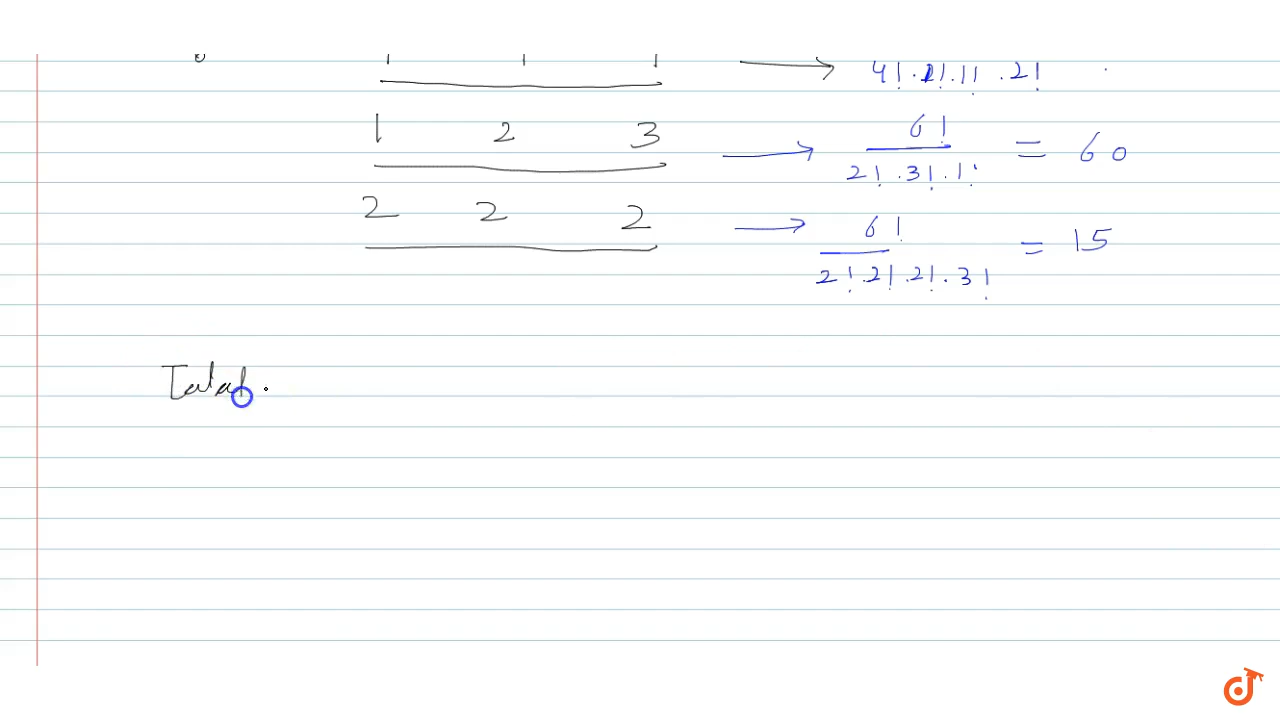 4! . 1! . 1! . 2!
1 2 3 → 6! / 2! . 3! . 1! = 60
2 2 2 → 6! / 2! . 2! . 2! . 3! = 15
Total